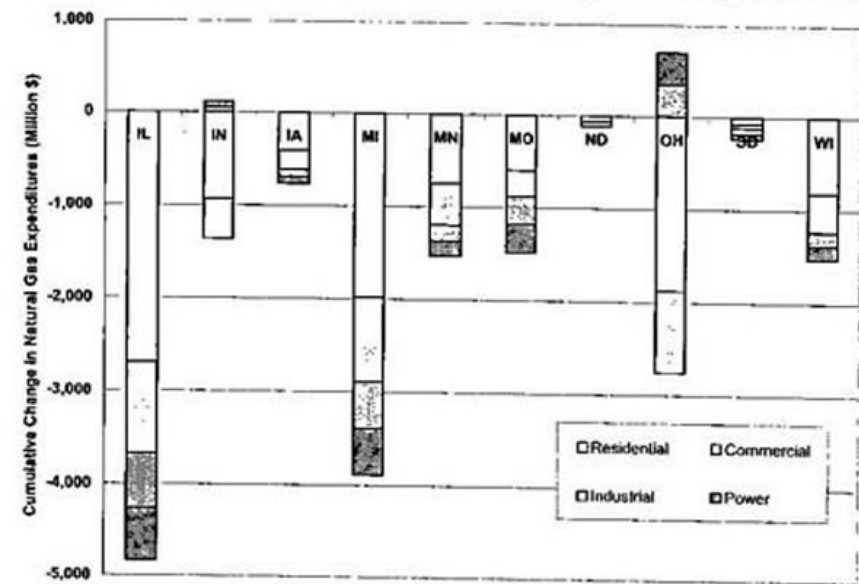 Cumulative Change in Natural Gas Expenditures (Million $)
1,000
0
-1,000
-2,000
-3,000
-4,000
-5,000
IL IN IA MI MN MO ND OH SD WI
Residential Commercial
Industrial Power